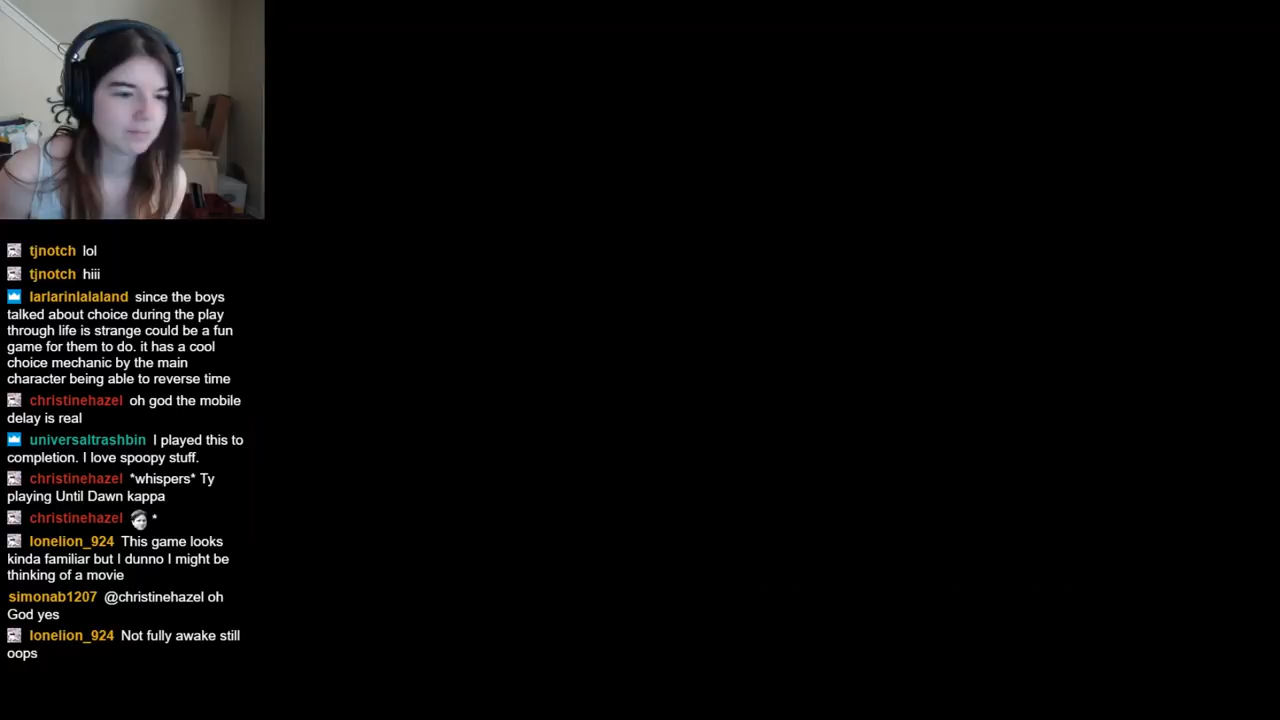 tjnotch lol
tjnotch hiii
larlarinlalaland since the boys
talked about choice during the play
through life is strange could be a fun
game for them to do. it has a cool
choice mechanic by the main
character being able to reverse time
christinehazel oh god the mobile
delay is real
universaltrashbin I played this to
completion. I love spoopy stuff.
christinehazel *whispers* Ty
playing Until Dawn kappa
christinehazel *
lonelion_924 This game looks
kinda familiar but I dunno I might be
thinking of a movie
simonab1207 @christinehazel oh
God yes
lonelion_924 Not fully awake still
oops